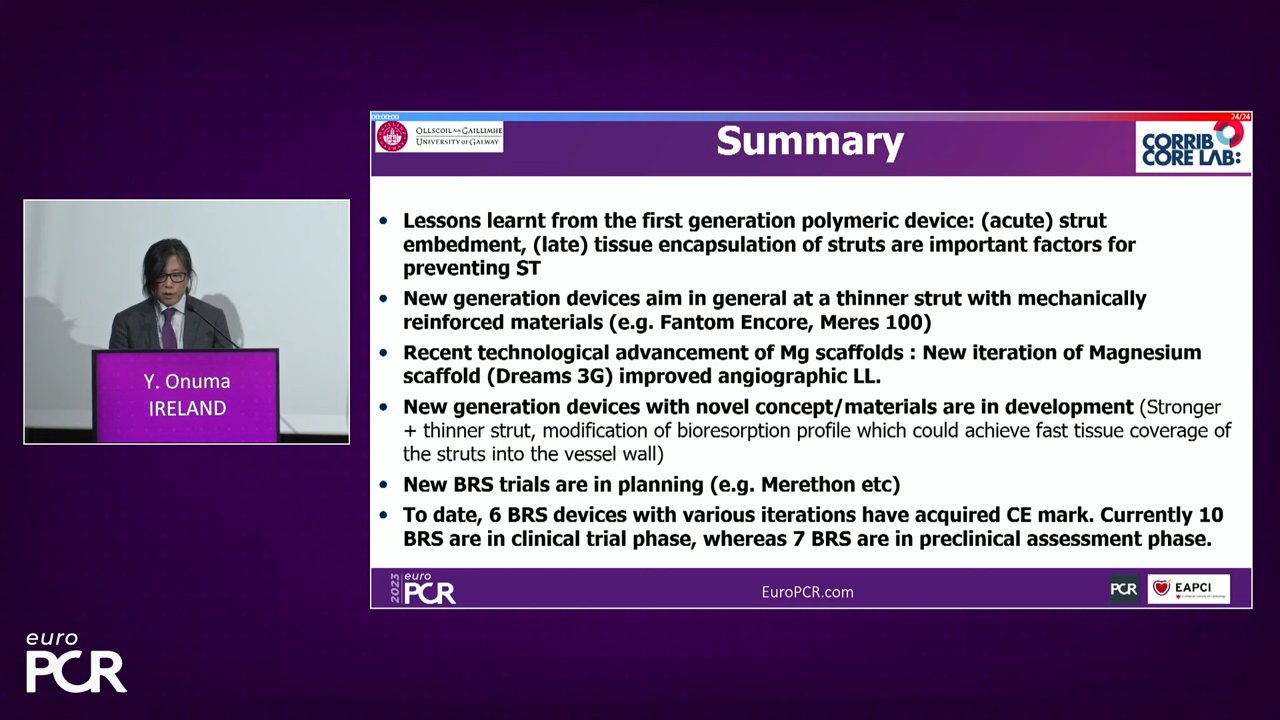 00:00:00
24/24
OLLSCOIL NA GAILLIMHE
UNIVERSITY OF GALWAY
Summary
CORRIB
CORE LAB:
• Lessons learnt from the first generation polymeric device: (acute) strut
embedment, (late) tissue encapsulation of struts are important factors for
preventing ST
• New generation devices aim in general at a thinner strut with mechanically
reinforced materials (e.g. Fantom Encore, Meres 100)
• Recent technological advancement of Mg scaffolds : New iteration of Magnesium
scaffold (Dreams 3G) improved angiographic LL.
• New generation devices with novel concept/materials are in development (Stronger
+ thinner strut, modification of bioresorption profile which could achieve fast tissue coverage of
the struts into the vessel wall)
• New BRS trials are in planning (e.g. Merethon etc)
• To date, 6 BRS devices with various iterations have acquired CE mark. Currently 10
BRS are in clinical trial phase, whereas 7 BRS are in preclinical assessment phase.
2023
euro
PCR
EuroPCR.com
PCR
EAPCI
Y. Onuma
IRELAND
euro
PCR